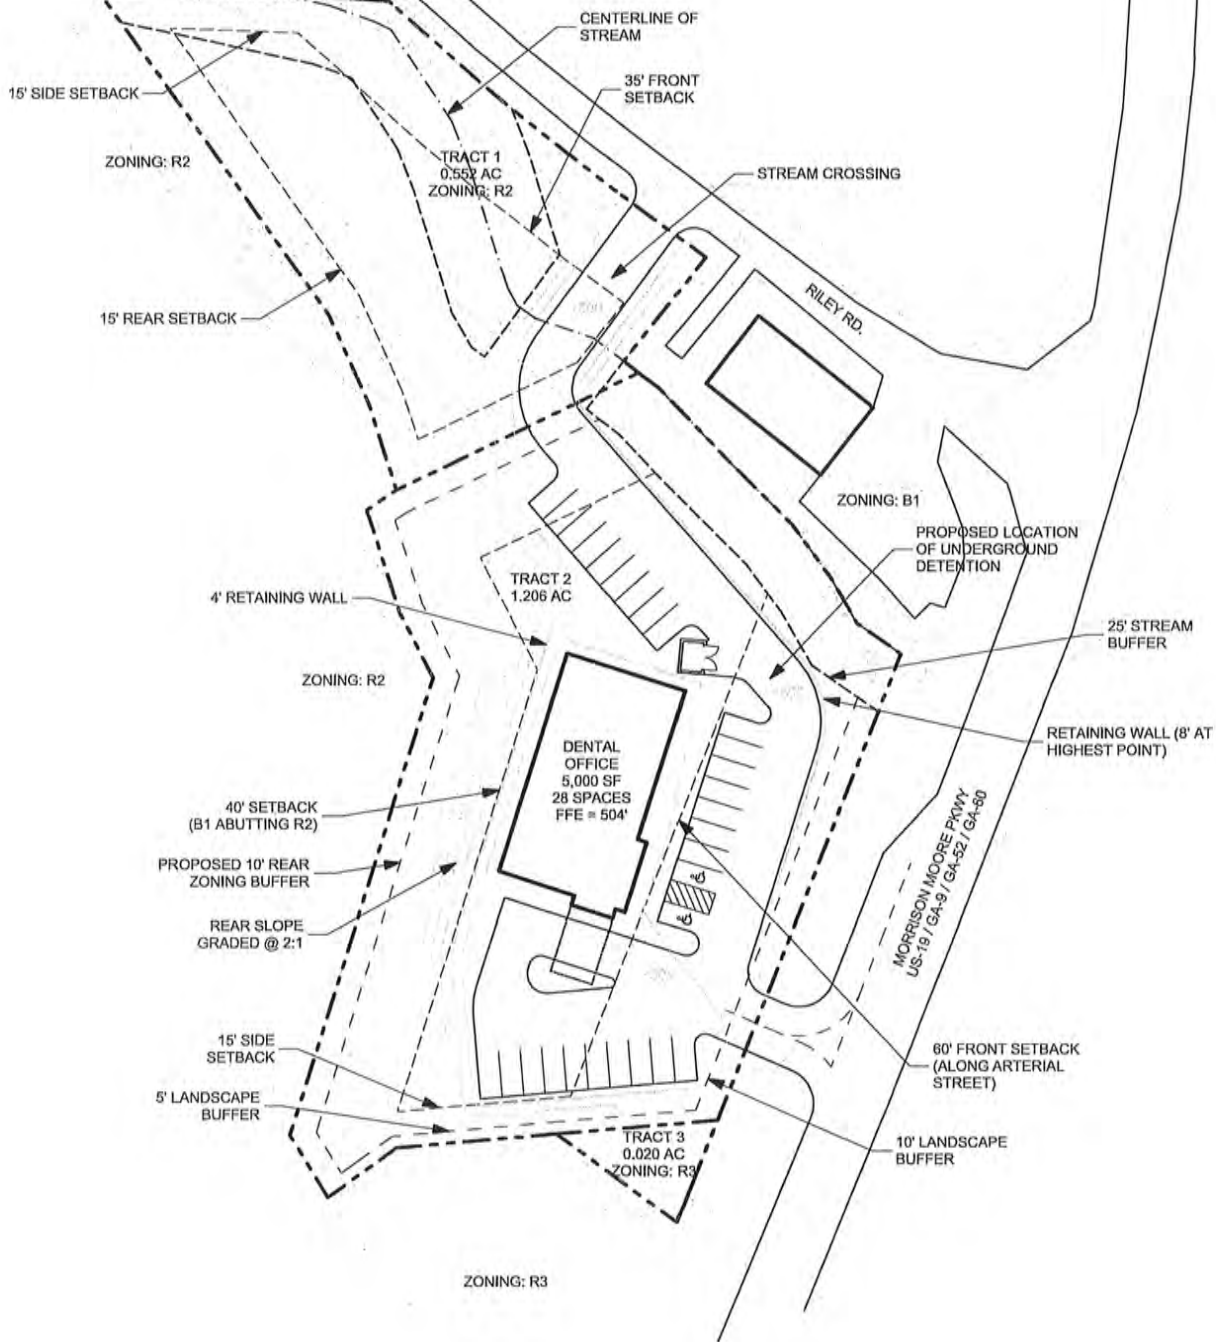 CENTERLINE OF
STREAM
15' SIDE SETBACK
35' FRONT
SETBACK
ZONING: R2
TRACT 1
0.552 AC
ZONING: R2
STREAM CROSSING
15' REAR SETBACK
RILEY RD.
ZONING: B1
PROPOSED LOCATION
OF UNDERGROUND
DETENTION
TRACT 2
1.206 AC
4' RETAINING WALL
25' STREAM
BUFFER
ZONING: R2
RETAINING WALL (8' AT
HIGHEST POINT)
DENTAL
OFFICE
5,000 SF
28 SPACES
FFE = 504'
40' SETBACK
(B1 ABUTTING R2)
MORRISON MOORE PKWY
US-19 / GA-9 / GA-52 / GA-60
PROPOSED 10' REAR
ZONING BUFFER
REAR SLOPE
GRADED @ 2:1
15' SIDE
SETBACK
60' FRONT SETBACK
(ALONG ARTERIAL
STREET)
5' LANDSCAPE
BUFFER
TRACT 3
0.020 AC
ZONING: R3
10' LANDSCAPE
BUFFER
ZONING: R3